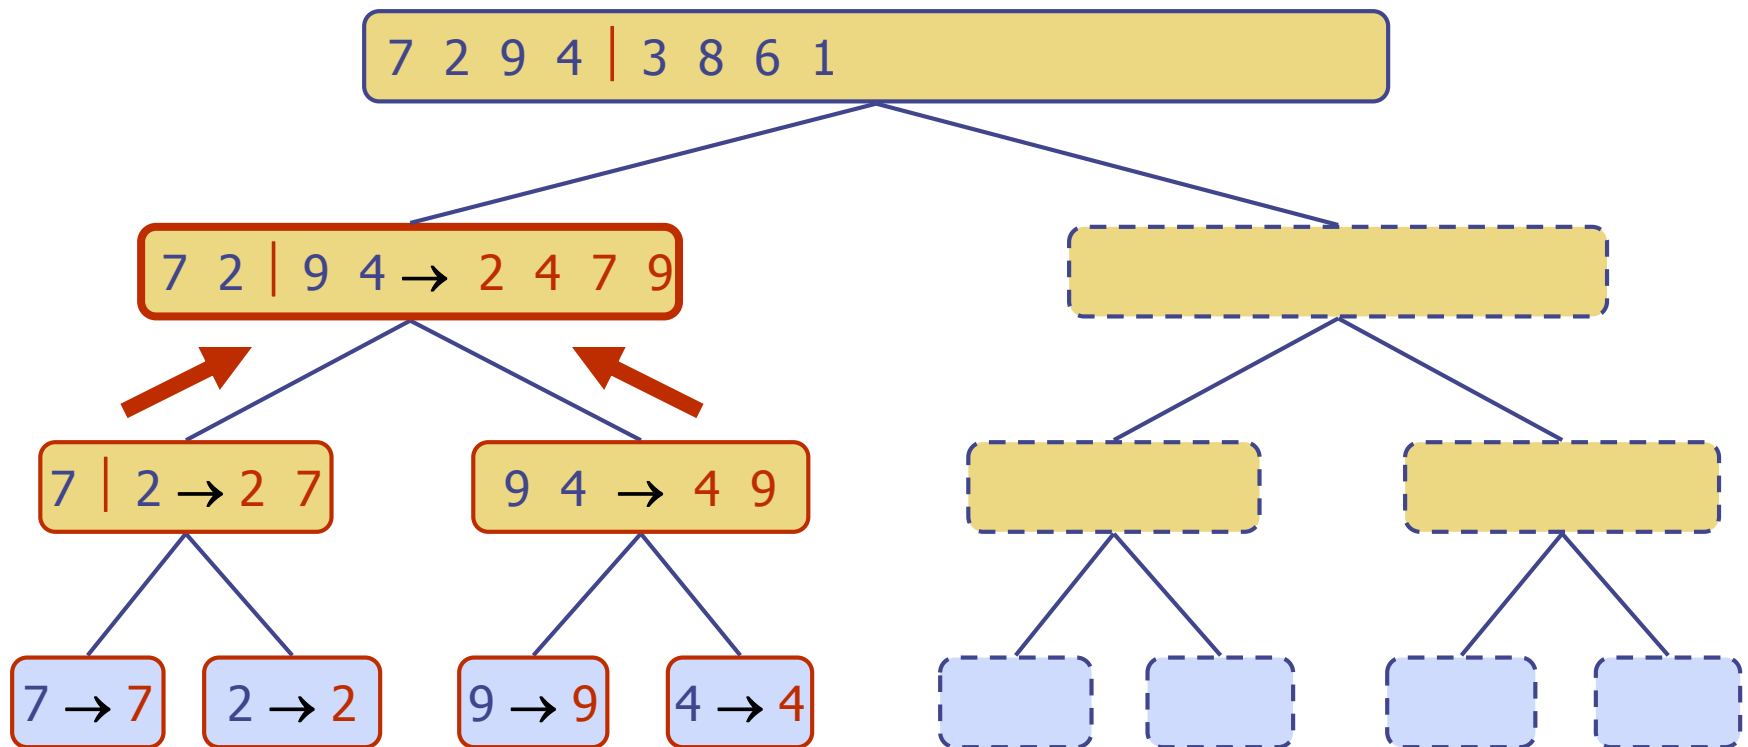 7 2 9 4 | 3 8 6 1
7 2 | 9 4 → 2 4 7 9
7 | 2 → 2 7
9 4 → 4 9
7 → 7
2 → 2
9 → 9
4 → 4